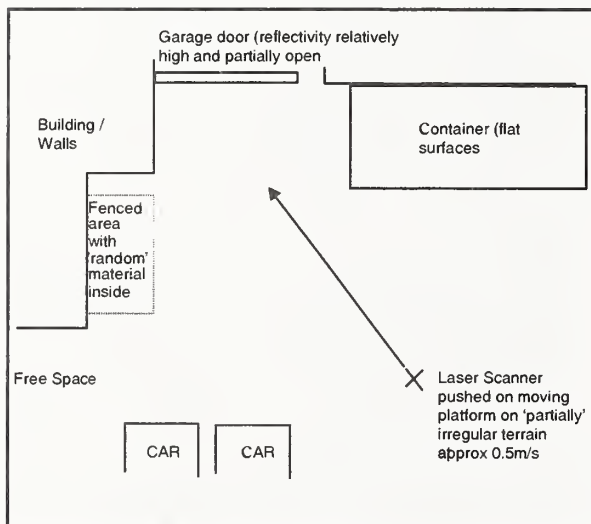 Garage door (reflectivity relatively
high and partially open
Building /
Walls
Container (flat
surfaces
Fenced
area
with
'random'
material
inside
Free Space
Laser Scanner
pushed on moving
platform on 'partially'
irregular terrain
approx 0.5m/s
CAR
CAR